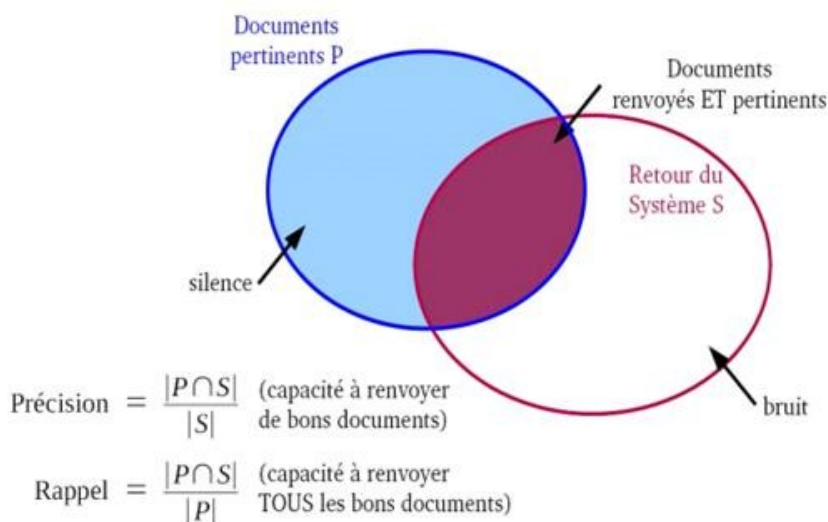 Documents
pertinents P
Documents
renvoyés ET pertinents
Retour du
Système S
silence
bruit
Précision = |P∩S| / |S| (capacité à renvoyer
de bons documents)
Rappel = |P∩S| / |P| (capacité à renvoyer
TOUS les bons documents)